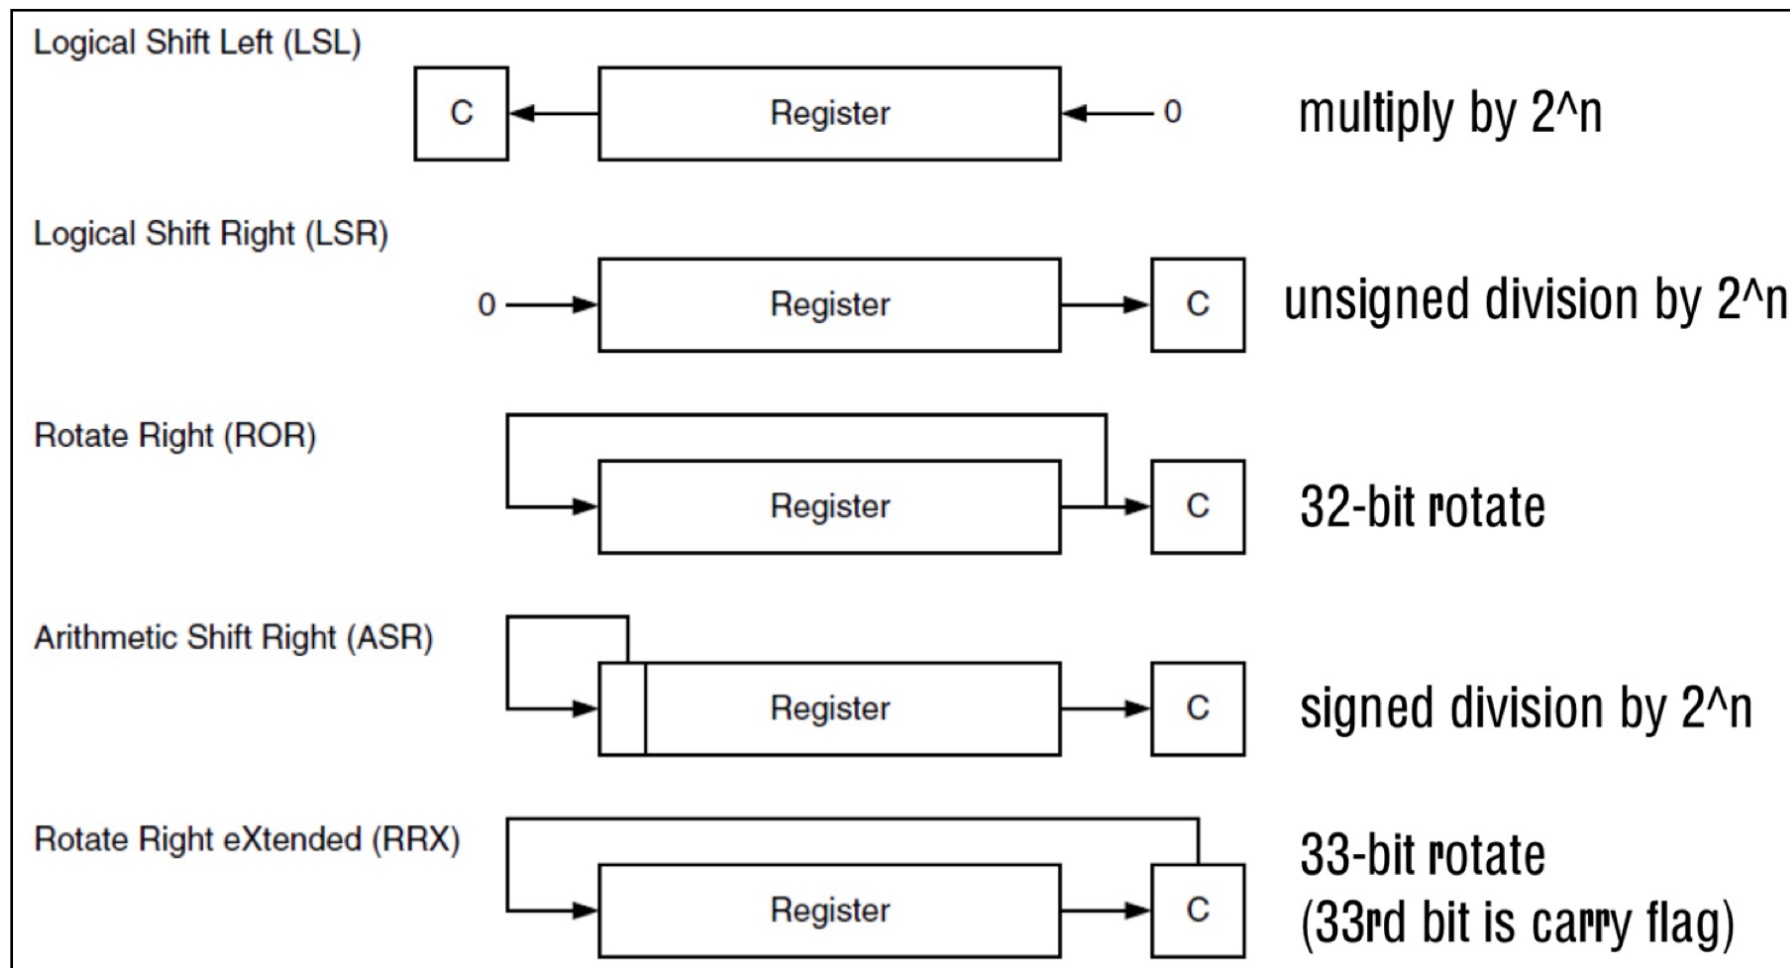 Logical Shift Left (LSL)
C Register 0 multiply by 2^n
Logical Shift Right (LSR)
0 Register C unsigned division by 2^n
Rotate Right (ROR)
Register C 32-bit rotate
Arithmetic Shift Right (ASR)
Register C signed division by 2^n
Rotate Right eXtended (RRX)
33-bit rotate
Register C (33rd bit is carry flag)